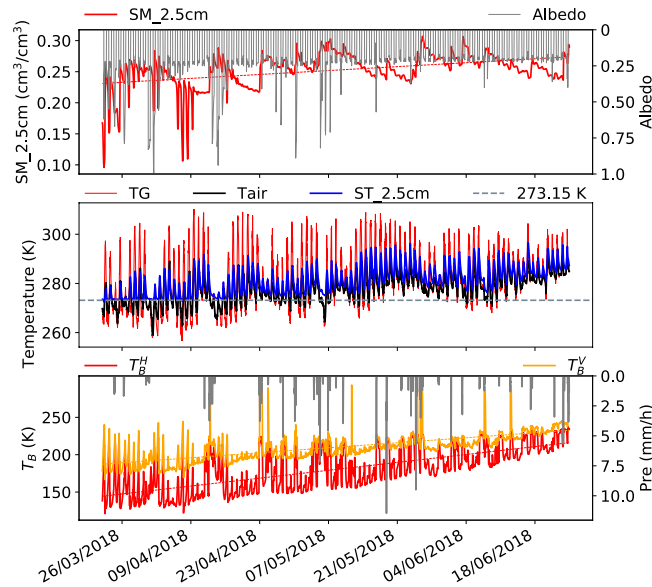 SM_2.5cm Albedo
SM_2.5cm (cm³/cm³)
0.30
0.25
0.20
0.15
0.10
0
0.25
0.50
0.75
1.0
Albedo
TG Tair ST_2.5cm 273.15 K
Temperature (K)
300
280
260
T_B^H T_B^V
T_B (K)
250
200
150
0.0
2.5
5.0
7.5
10.0
Pre (mm/h)
26/03/2018 09/04/2018 23/04/2018 07/05/2018 21/05/2018 04/06/2018 18/06/2018